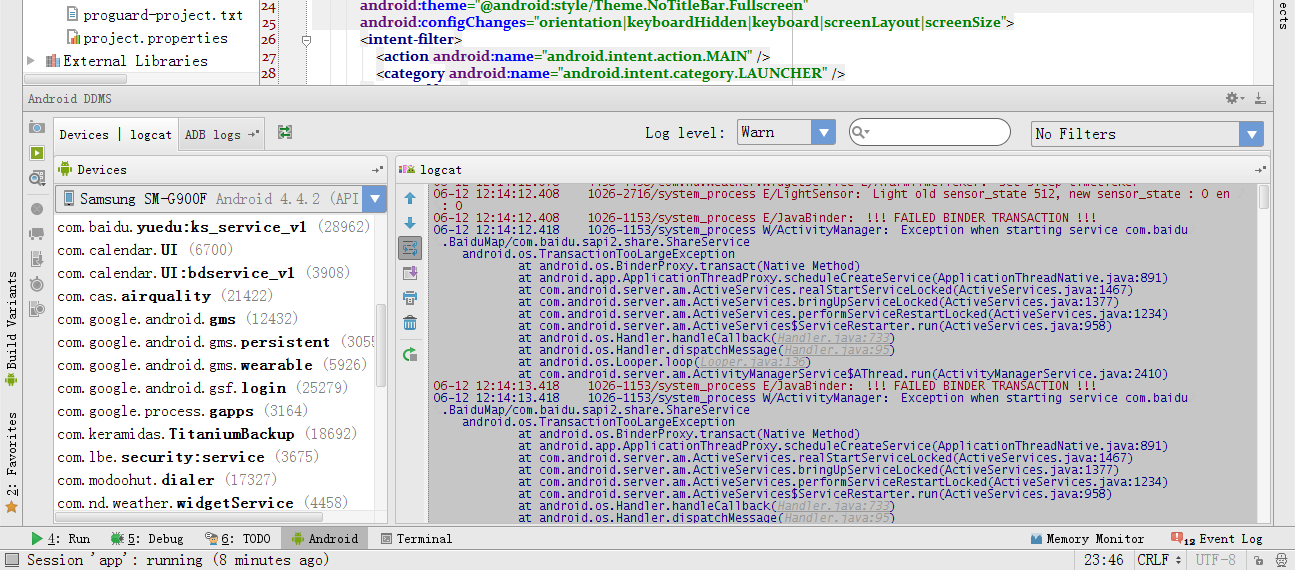 proguard-project.txt
project.properties
External Libraries
24 android:theme="@android:style/Theme.NoTitleBar.Fullscreen"
25 android:configChanges="orientation|keyboardHidden|keyboard|screenLayout|screenSize">
26 <intent-filter>
27 <action android:name="android.intent.action.MAIN" />
28 <category android:name="android.intent.category.LAUNCHER" />
Android DDMS
Devices | logcat ADB logs Log level: Warn No Filters
Devices
Samsung SM-G900F Android 4.4.2 (API
com.baidu.yuedu:ks_service_v1 (28962)
com.calendar.UI (6700)
com.calendar.UI:bdservice_v1 (3908)
com.cas.airquality (21422)
com.google.android.gms (12432)
com.google.android.gms.persistent (3055
com.google.android.gms.wearable (5926)
com.google.android.gsf.login (25279)
com.google.process.gapps (3164)
com.keramidas.TitaniumBackup (18692)
com.lbe.security:service (3675)
com.modoohut.dialer (17327)
com.nd.weather.widgetService (4458)
logcat
06-12 12:14:12.408 1026-2716/system_process E/LightSensor: Light old sensor_state 512, new sensor_state : 0 en
: 0
06-12 12:14:12.408 1026-1153/system_process E/JavaBinder: !!! FAILED BINDER TRANSACTION !!!
06-12 12:14:12.418 1026-1153/system_process W/ActivityManager: Exception when starting service com.baidu
.BaiduMap/com.baidu.sapi2.share.ShareService
android.os.TransactionTooLargeException
at android.os.BinderProxy.transact(Native Method)
at android.app.ApplicationThreadProxy.scheduleCreateService(ApplicationThreadNative.java:891)
at com.android.server.am.ActiveServices.realStartServiceLocked(ActiveServices.java:1467)
at com.android.server.am.ActiveServices.bringUpServiceLocked(ActiveServices.java:1377)
at com.android.server.am.ActiveServices.performServiceRestartLocked(ActiveServices.java:1234)
at com.android.server.am.ActiveServices$ServiceRestarter.run(ActiveServices.java:958)
at android.os.Handler.handleCallback(Handler.java:733)
at android.os.Handler.dispatchMessage(Handler.java:95)
at android.os.Looper.loop(Looper.java:136)
at com.android.server.am.ActivityManagerService$AThread.run(ActivityManagerService.java:2410)
06-12 12:14:13.418 1026-1153/system_process E/JavaBinder: !!! FAILED BINDER TRANSACTION !!!
06-12 12:14:13.418 1026-1153/system_process W/ActivityManager: Exception when starting service com.baidu
.BaiduMap/com.baidu.sapi2.share.ShareService
android.os.TransactionTooLargeException
at android.os.BinderProxy.transact(Native Method)
at android.app.ApplicationThreadProxy.scheduleCreateService(ApplicationThreadNative.java:891)
at com.android.server.am.ActiveServices.realStartServiceLocked(ActiveServices.java:1467)
at com.android.server.am.ActiveServices.bringUpServiceLocked(ActiveServices.java:1377)
at com.android.server.am.ActiveServices.performServiceRestartLocked(ActiveServices.java:1234)
at com.android.server.am.ActiveServices$ServiceRestarter.run(ActiveServices.java:958)
at android.os.Handler.handleCallback(Handler.java:733)
at android.os.Handler.dispatchMessage(Handler.java:95)
Build Variants
2: Favorites
4: Run 5: Debug 6: TODO Android Terminal Memory Monitor 12 Event Log
Session 'app': running (8 minutes ago) 23:46 CRLF UTF-8